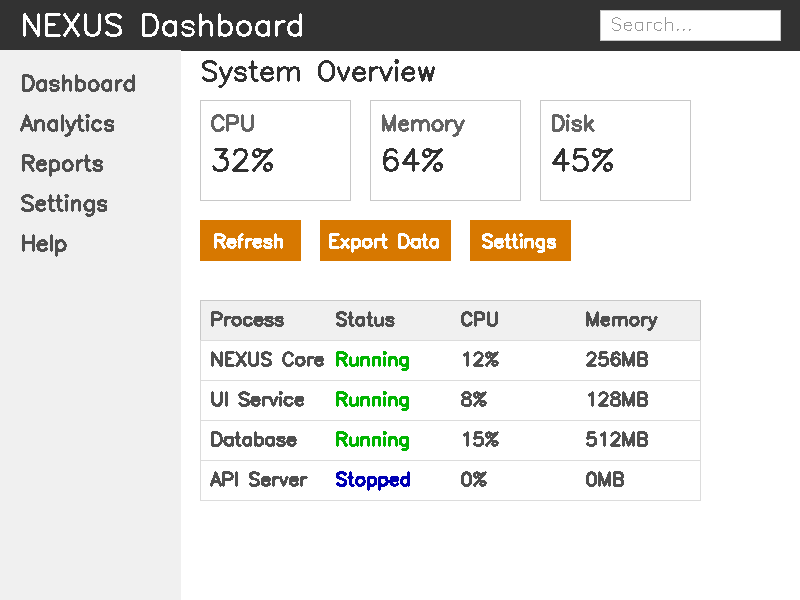 NEXUS Dashboard
Search...
Dashboard
Analytics
Reports
Settings
Help
System Overview
CPU
32%
Memory
64%
Disk
45%
Refresh
Export Data
Settings
Process Status CPU Memory
NEXUS Core Running 12% 256MB
UI Service Running 8% 128MB
Database Running 15% 512MB
API Server Stopped 0% 0MB